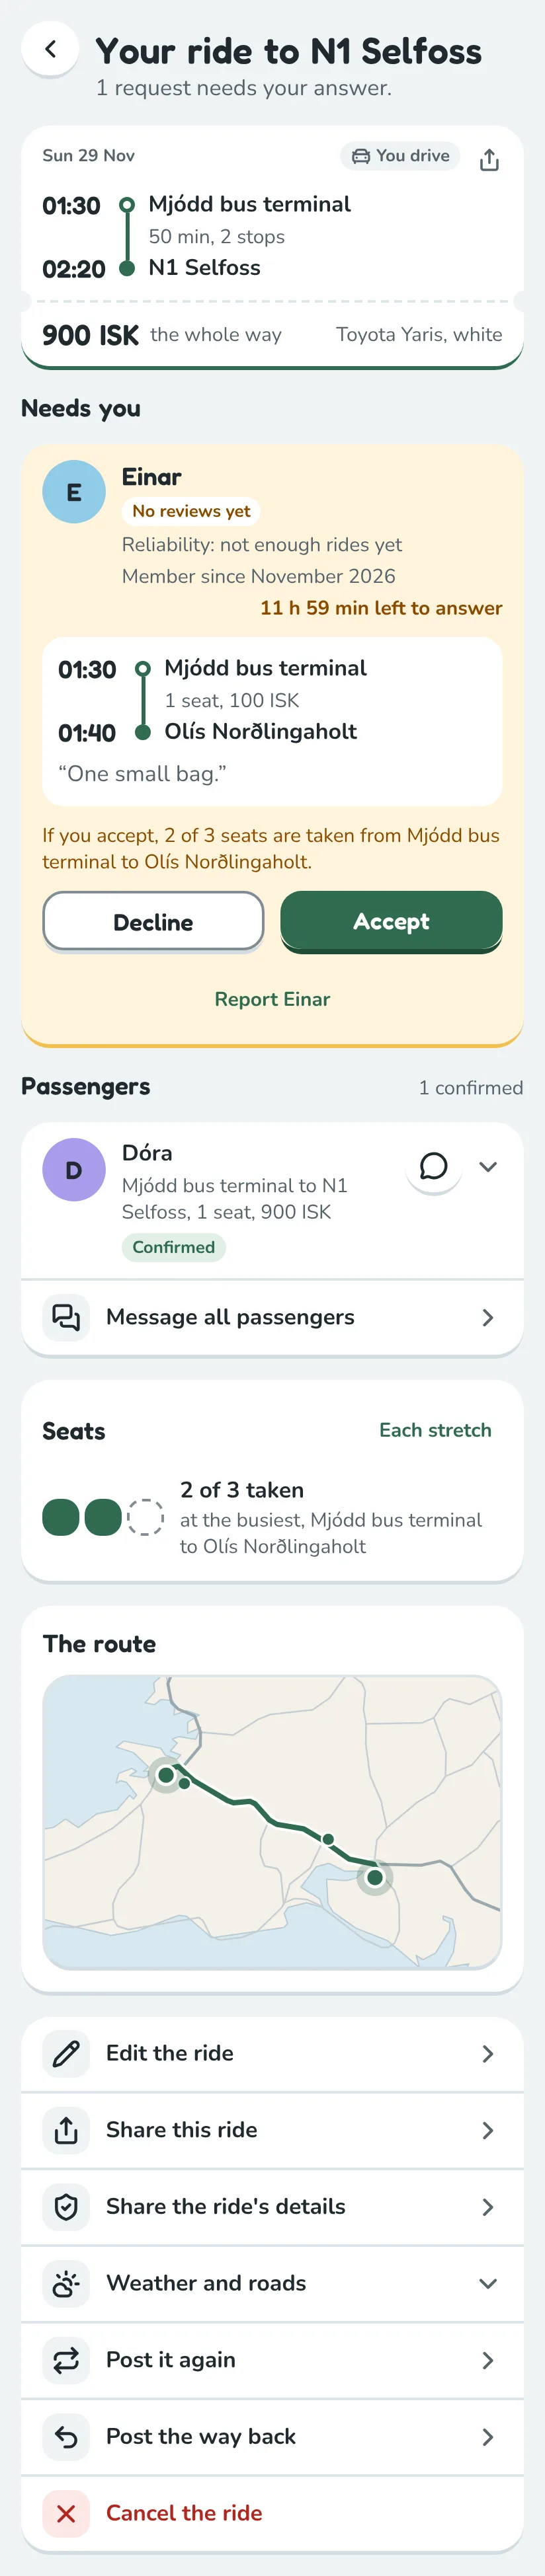 Your ride to N1 Selfoss
1 request needs your answer.
Sun 29 Nov
You drive
01:30 Mjódd bus terminal
50 min, 2 stops
02:20 N1 Selfoss
900 ISK the whole way
Toyota Yaris, white
Needs you
E
Einar
No reviews yet
Reliability: not enough rides yet
Member since November 2026
11 h 59 min left to answer
01:30 Mjódd bus terminal
1 seat, 100 ISK
01:40 Olís Norðlingaholt
“One small bag.”
If you accept, 2 of 3 seats are taken from Mjódd bus
terminal to Olís Norðlingaholt.
Decline
Accept
Report Einar
Passengers
1 confirmed
D
Dóra
Mjódd bus terminal to N1
Selfoss, 1 seat, 900 ISK
Confirmed
Message all passengers
Seats
Each stretch
2 of 3 taken
at the busiest, Mjódd bus terminal
to Olís Norðlingaholt
The route
Edit the ride
Share this ride
Share the ride's details
Weather and roads
Post it again
Post the way back
Cancel the ride